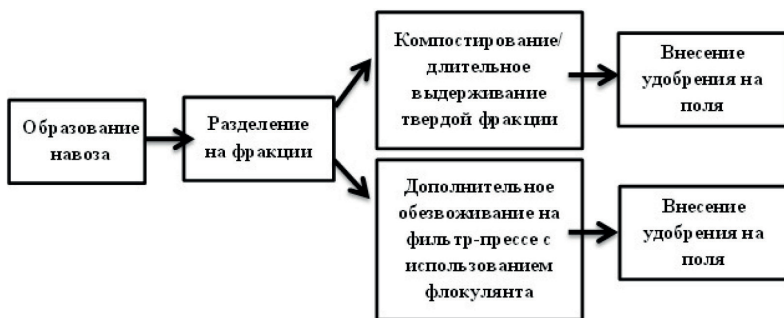 Образование
навоза
Разделение
на фракции
Компостирование/
длительное
выдерживание
твердой фракции
Внесение
удобрения на
поля
Дополнительное
обезвоживание на
фильтр-прессе с
использованием
флокулянта
Внесение
удобрения на
поля